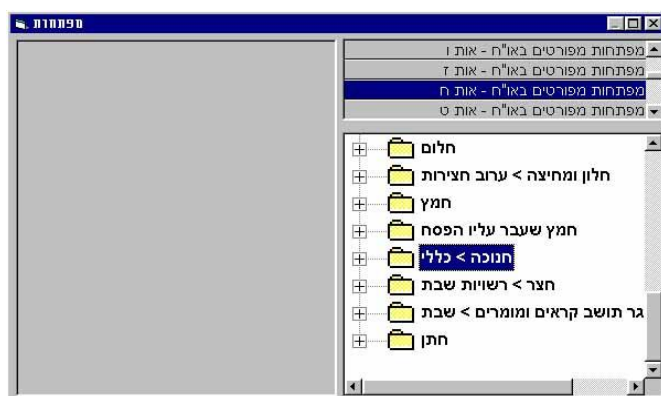 מפתחות
מפתחות מפורטים באו"ח - אות ו
מפתחות מפורטים באו"ח - אות ז
מפתחות מפורטים באו"ח - אות ח
מפתחות מפורטים באו"ח - אות ט
חלום
חלון ומחיצה > ערוב חצירות
חמץ
חמץ שעבר עליו הפסח
חנוכה > כללי
חצר > רשויות שבת
גר תושב קראים ומומרים > שבת
חתן